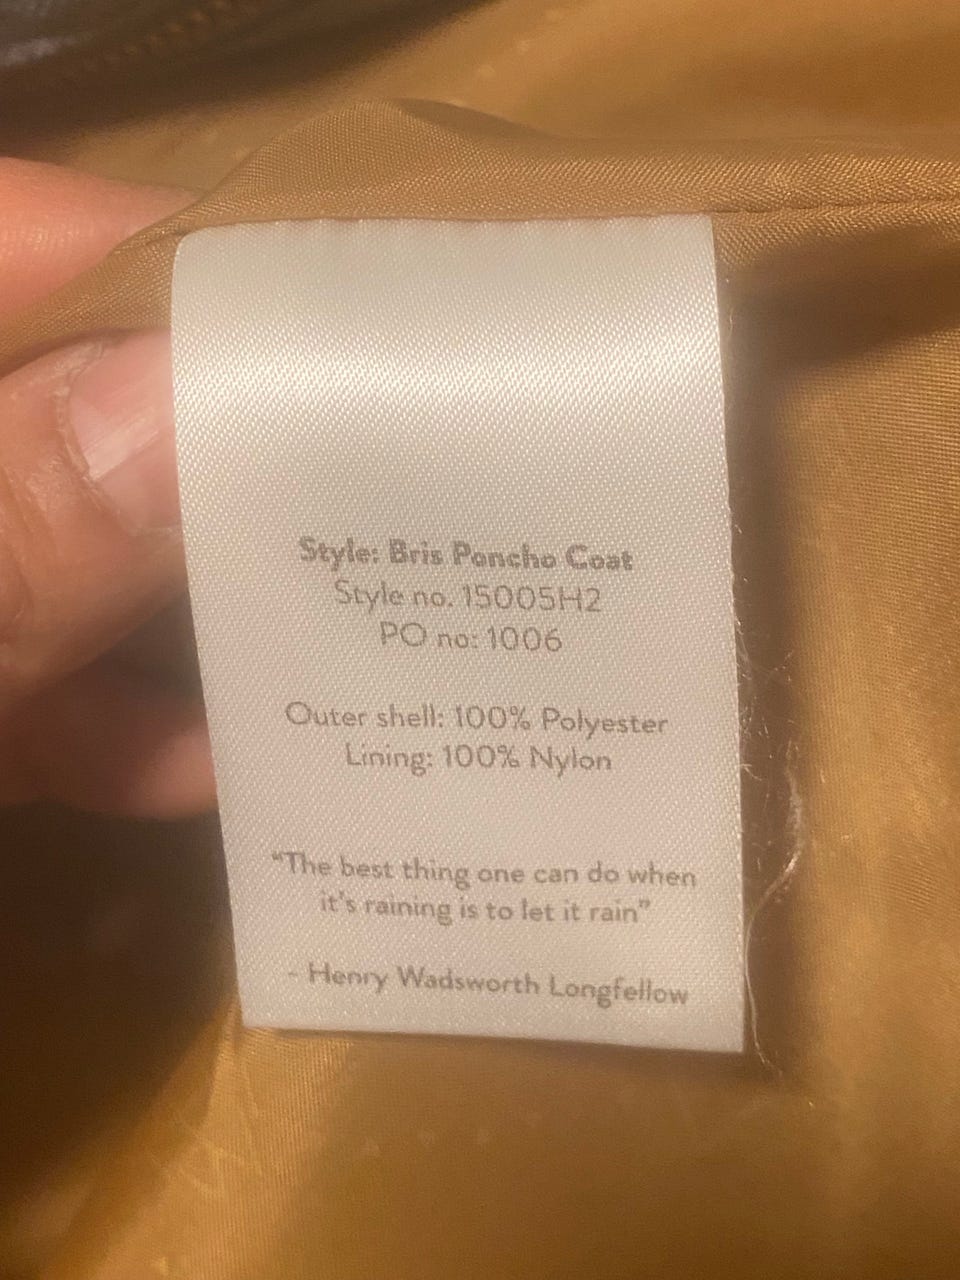 Style: Bris Poncho Coat
Style no. 15005H2
PO no: 1006
Outer shell: 100% Polyester
Lining: 100% Nylon
“The best thing one can do when
it's raining is to let it rain”
- Henry Wadsworth Longfellow